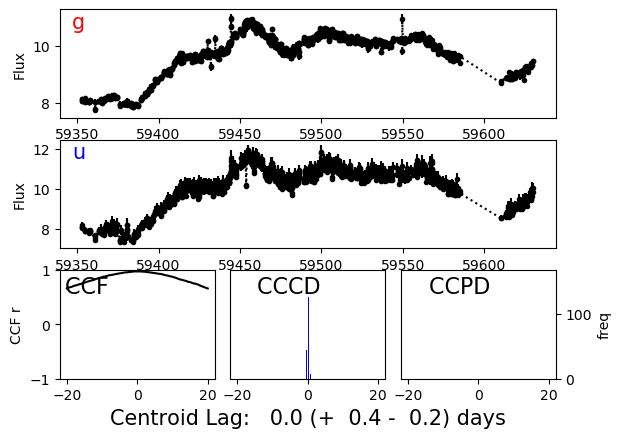 g
Flux
10
8
59350 59400 59450 59500 59550 59600
u
Flux
12
10
8
59350 59400 59450 59500 59550 59600
CCF CCCD CCPD
CCF r
1
0
−1
freq
100
0
−20 0 20 −20 0 20 −20 0 20
Centroid Lag: 0.0 (+ 0.4 - 0.2) days